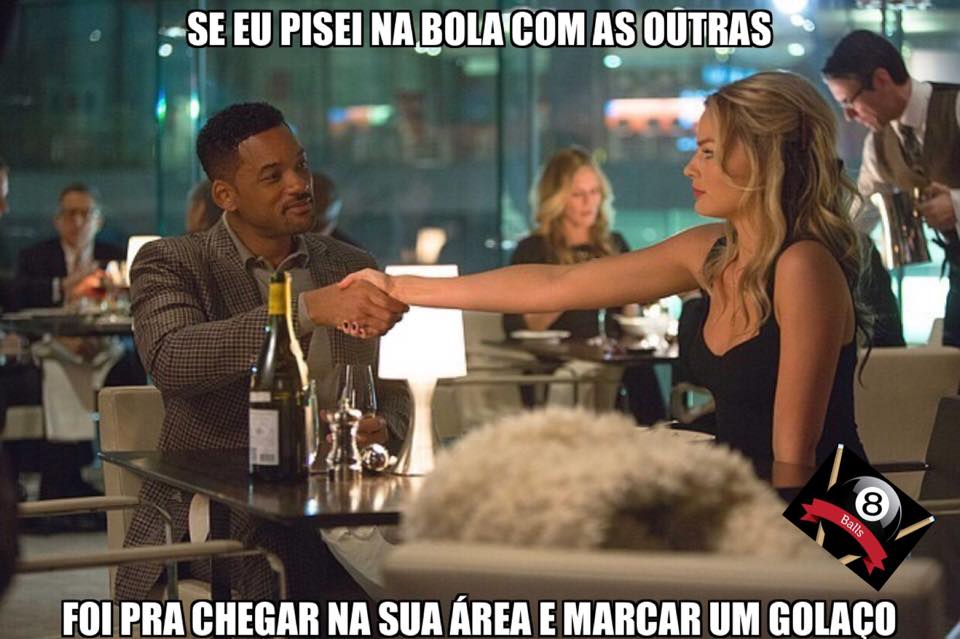 SE EU PISEI NA BOLA COM AS OUTRAS
8
Balls
FOI PRA CHEGAR NA SUA ÁREA E MARCAR UM GOLAÇO